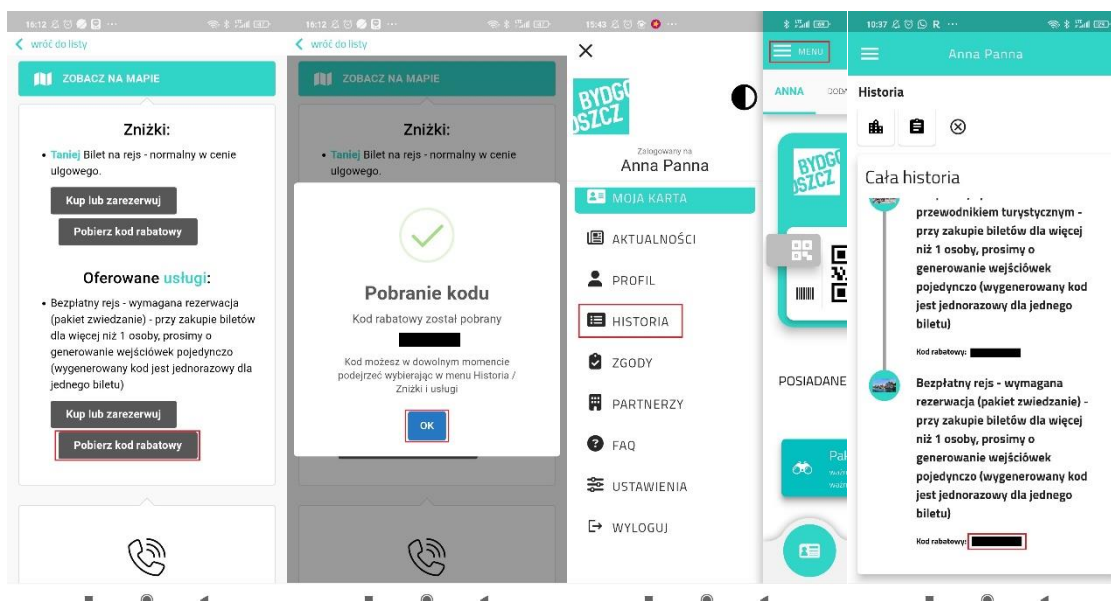 16:12
wróć do listy
ZOBACZ NA MAPIE
Zniżki:
• Taniej Bilet na rejs - normalny w cenie
ulgowego.
Kup lub zarezerwuj
Pobierz kod rabatowy
Oferowane usługi:
• Bezpłatny rejs - wymagana rezerwacja
(pakiet zwiedzanie) - przy zakupie biletów
dla więcej niż 1 osoby, prosimy o
generowanie wejściówek pojedynczo
(wygenerowany kod jest jednorazowy dla
jednego biletu)
Kup lub zarezerwuj
Pobierz kod rabatowy
16:12
wróć do listy
ZOBACZ NA MAPIE
Zniżki:
• Taniej Bilet na rejs - normalny w cenie
ulgowego.
Pobranie kodu
Kod rabatowy został pobrany
Kod możesz w dowolnym momencie
podejrzeć wybierając w menu Historia /
Zniżki i usługi
OK
15:43
BYDGO
SZCZ
Zalogowany na
Anna Panna
MOJA KARTA
AKTUALNOŚCI
PROFIL
HISTORIA
ZGODY
PARTNERZY
FAQ
USTAWIENIA
WYLOGUJ
MENU
ANNA
BYDGO
SZCZ
POSIADANE
10:37
Anna Panna
Historia
Cała historia
przewodnikiem turystycznym -
przy zakupie biletów dla więcej
niż 1 osoby, prosimy o
generowanie wejściówek
pojedynczo (wygenerowany kod
jest jednorazowy dla jednego
biletu)
Kod rabatowy:
Bezpłatny rejs - wymagana
rezerwacja (pakiet zwiedzanie) -
przy zakupie biletów dla więcej
niż 1 osoby, prosimy o
generowanie wejściówek
pojedynczo (wygenerowany kod
jest jednorazowy dla jednego
biletu)
Kod rabatowy: